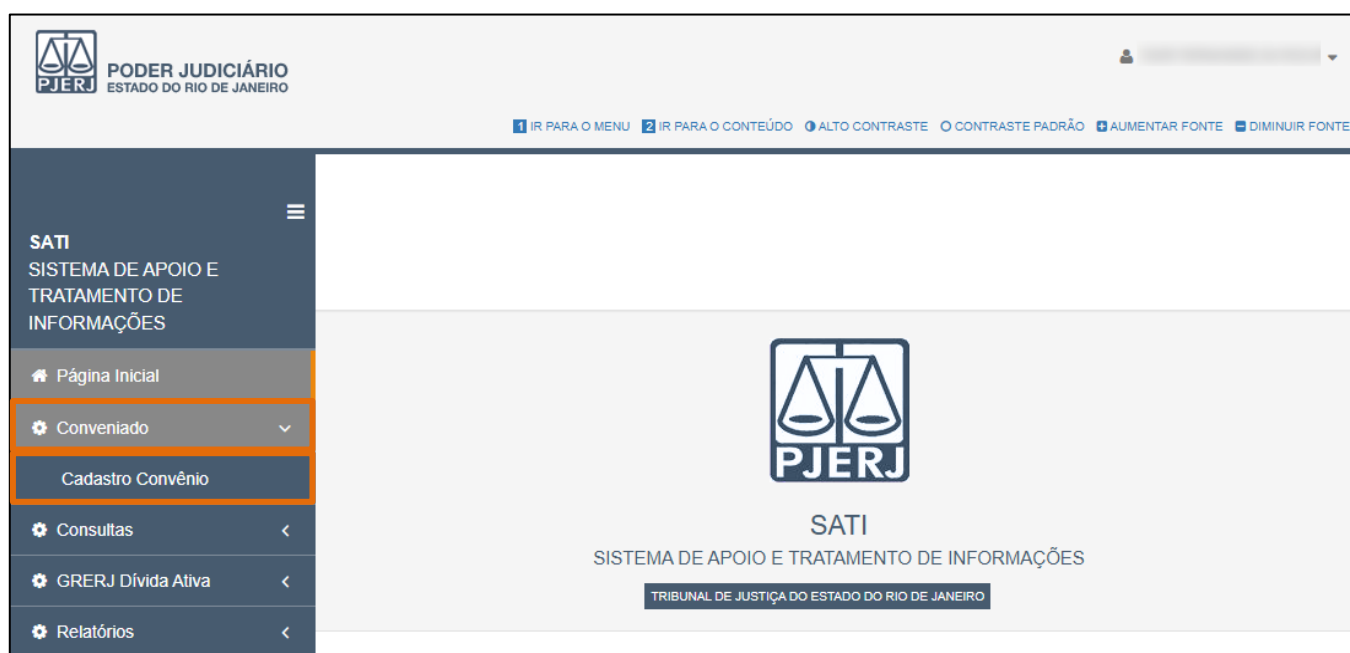 PJERJ
PODER JUDICIÁRIO
ESTADO DO RIO DE JANEIRO
1 IR PARA O MENU 2 IR PARA O CONTEÚDO ALTO CONTRASTE CONTRASTE PADRÃO AUMENTAR FONTE DIMINUIR FONTE
SATI
SISTEMA DE APOIO E
TRATAMENTO DE
INFORMAÇÕES
Página Inicial
Conveniado
Cadastro Convênio
Consultas
GRERJ Dívida Ativa
Relatórios
PJERJ
SATI
SISTEMA DE APOIO E TRATAMENTO DE INFORMAÇÕES
TRIBUNAL DE JUSTIÇA DO ESTADO DO RIO DE JANEIRO